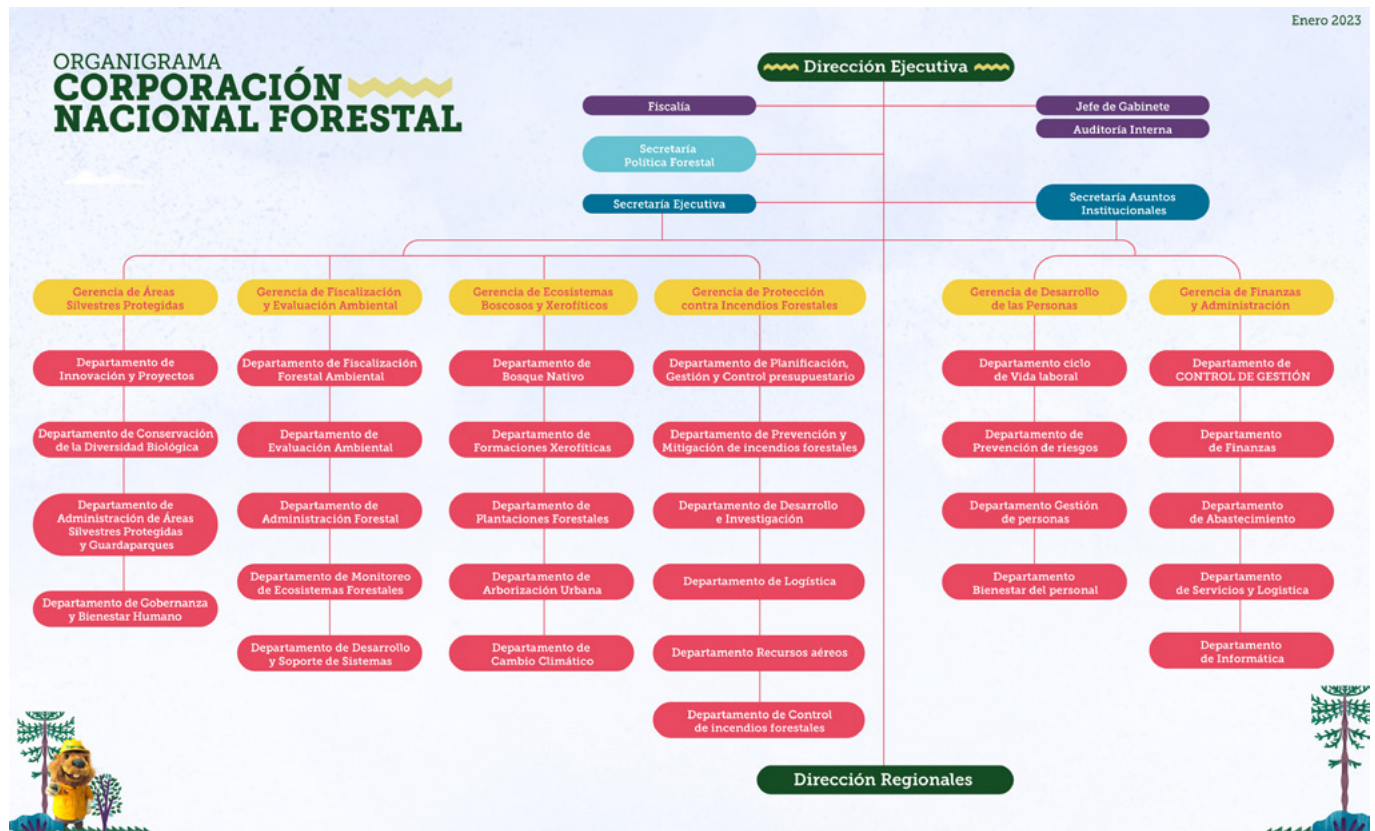 Enero 2023
ORGANIGRAMA
CORPORACIÓN
NACIONAL FORESTAL
Dirección Ejecutiva
Fiscalía
Jefe de Gabinete
Auditoría Interna
Secretaría
Política Forestal
Secretaría Ejecutiva
Secretaría Asuntos
Institucionales
Gerencia de Áreas
Silvestres Protegidas
Departamento de
Innovación y Proyectos
Departamento de Conservación
de la Diversidad Biológica
Departamento de
Administración de Áreas
Silvestres Protegidas
y Guardaparques
Departamento de Gobernanza
y Bienestar Humano
Gerencia de Fiscalización
y Evaluación Ambiental
Departamento de Fiscalización
Forestal Ambiental
Departamento de
Evaluación Ambiental
Departamento de
Administración Forestal
Departamento de Monitoreo
de Ecosistemas Forestales
Departamento de Desarrollo
y Soporte de Sistemas
Gerencia de Ecosistemas
Boscosos y Xerofíticos
Departamento de
Bosque Nativo
Departamento de
Formaciones Xerofíticas
Departamento de
Plantaciones Forestales
Departamento de
Arborización Urbana
Departamento de
Cambio Climático
Gerencia de Protección
contra Incendios Forestales
Departamento de Planificación,
Gestión y Control presupuestario
Departamento de Prevención y
Mitigación de incendios forestales
Departamento de Desarrollo
e Investigación
Departamento de Logística
Departamento Recursos aéreos
Departamento de Control
de incendios forestales
Gerencia de Desarrollo
de las Personas
Departamento ciclo
de Vida laboral
Departamento de
Prevención de riesgos
Departamento Gestión
de personas
Departamento
Bienestar del personal
Gerencia de Finanzas
y Administración
Departamento de
CONTROL DE GESTIÓN
Departamento
de Finanzas
Departamento
de Abastecimiento
Departamento
de Servicios y Logistica
Departamento
de Informática
Dirección Regionales